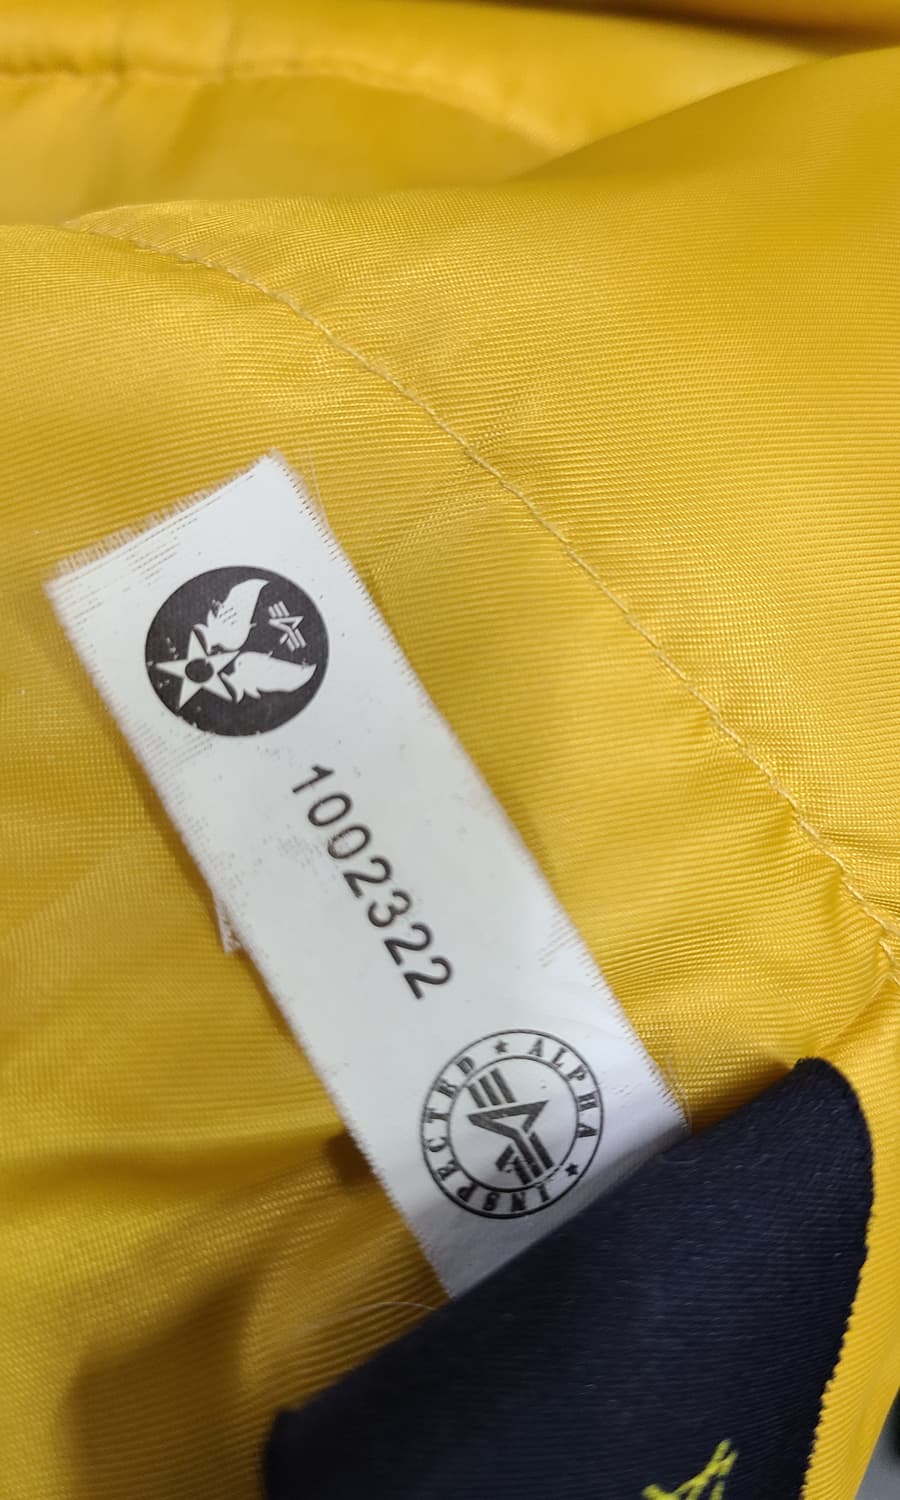 1002322
ALPHA ★ INSPECTED ★